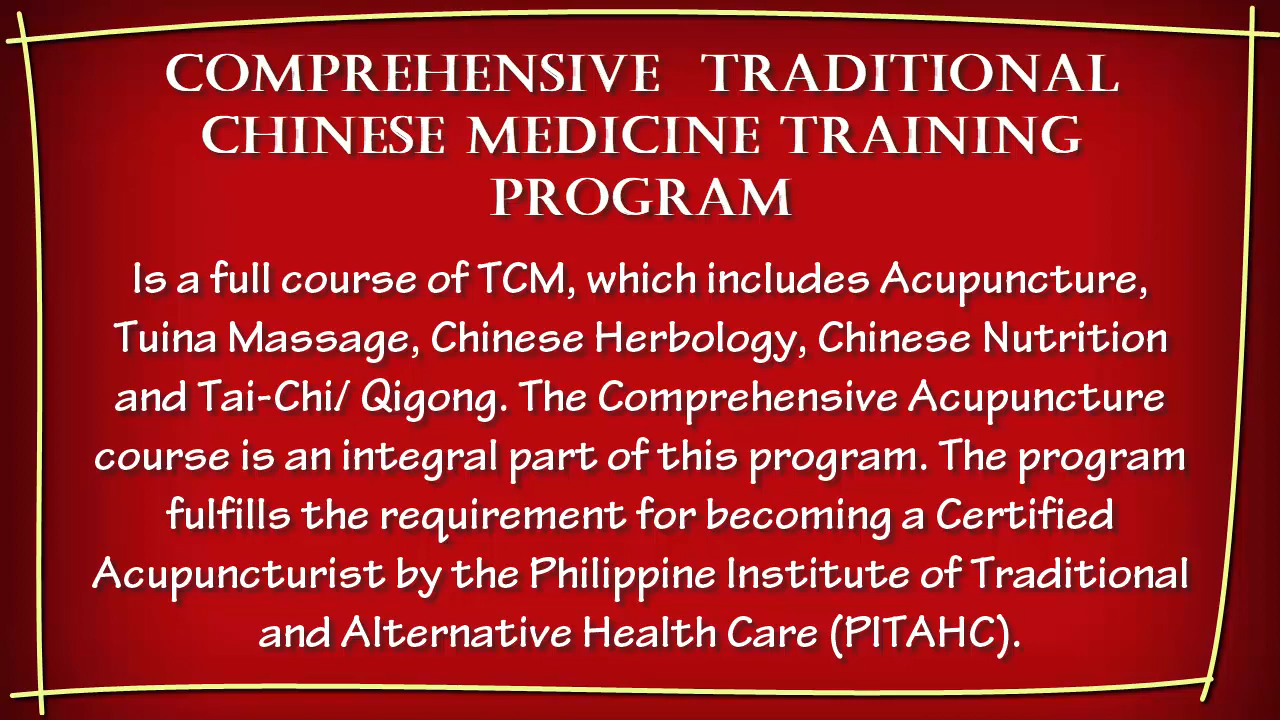 COMPREHENSIVE TRADITIONAL
CHINESE MEDICINE TRAINING
PROGRAM
Is a full course of TCM, which includes Acupuncture,
Tuina Massage, Chinese Herbology, Chinese Nutrition
and Tai-Chi/ Qigong. The Comprehensive Acupuncture
course is an integral part of this program. The program
fulfills the requirement for becoming a Certified
Acupuncturist by the Philippine Institute of Traditional
and Alternative Health Care (PITAHC).